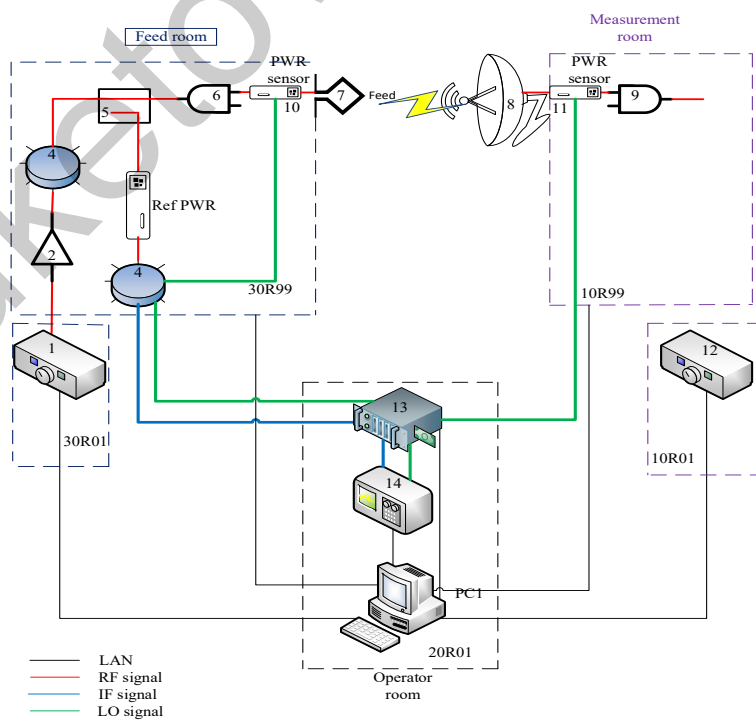 Measurement
room
Feed room
PWR
sensor
PWR
sensor
6
10
7
Feed
8
11
9
5
4
Ref PWR
2
4
30R99
10R99
1
12
13
30R01
10R01
14
PC1
20R01
LAN
RF signal
IF signal
LO signal
Operator
room